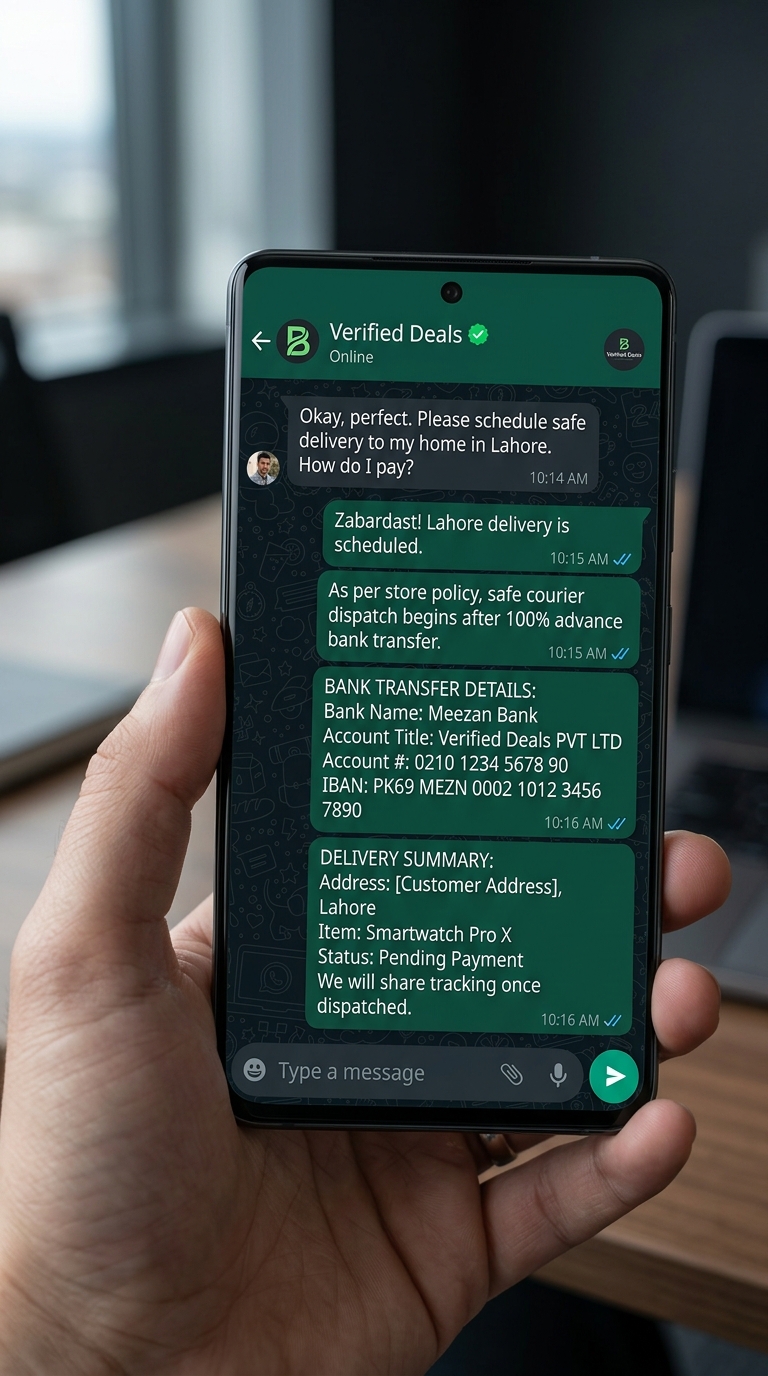 Verified Deals
Online
Verified Deals
Okay, perfect. Please schedule safe
delivery to my home in Lahore.
How do I pay?
10:14 AM
Zabardast! Lahore delivery is
scheduled.
10:15 AM
As per store policy, safe courier
dispatch begins after 100% advance
bank transfer.
10:15 AM
BANK TRANSFER DETAILS:
Bank Name: Meezan Bank
Account Title: Verified Deals PVT LTD
Account #: 0210 1234 5678 90
IBAN: PK69 MEZN 0002 1012 3456
7890
10:16 AM
DELIVERY SUMMARY:
Address: [Customer Address],
Lahore
Item: Smartwatch Pro X
Status: Pending Payment
We will share tracking once
dispatched.
10:16 AM
Type a message